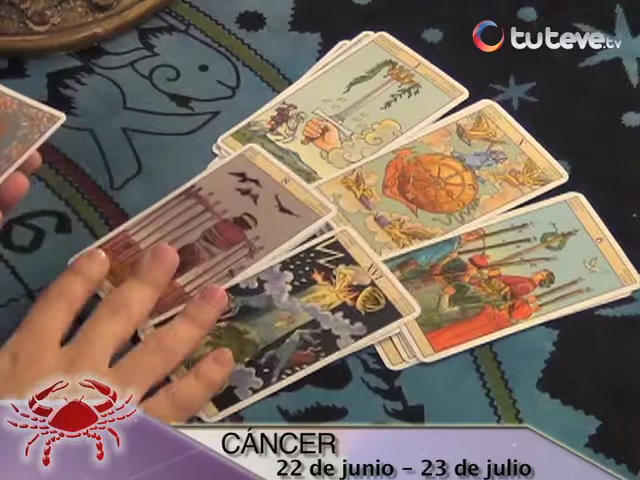 tuteve.tv
CÁNCER
22 de junio – 23 de julio